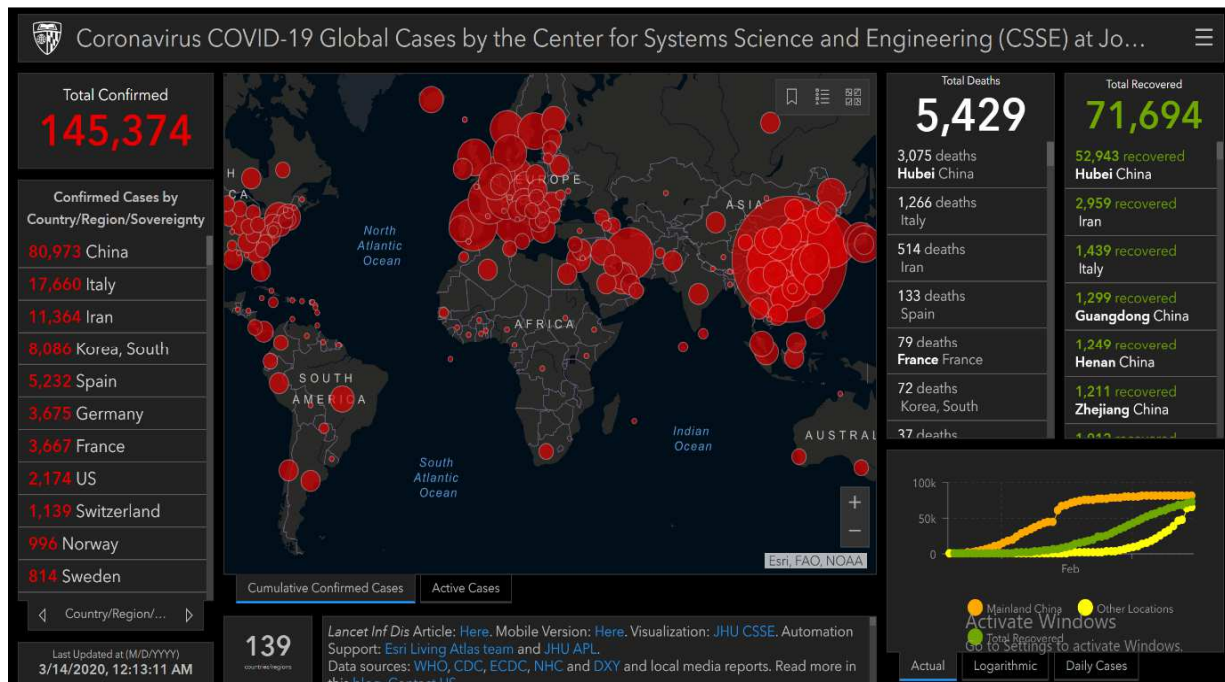 Coronavirus COVID-19 Global Cases by the Center for Systems Science and Engineering (CSSE) at Jo...
Total Confirmed
145,374
Confirmed Cases by
Country/Region/Sovereignty
80,973 China
17,660 Italy
11,364 Iran
8,086 Korea, South
5,232 Spain
3,675 Germany
3,667 France
2,174 US
1,139 Switzerland
996 Norway
814 Sweden
Country/Region/...
Last Updated at (M/D/YYYY)
3/14/2020, 12:13:11 AM
North
Atlantic
Ocean
EUROPE
ASIA
AFRICA
SOUTH
AMERICA
South
Atlantic
Ocean
Indian
Ocean
AUSTRAL
+
−
Esri, FAO, NOAA
Cumulative Confirmed Cases
Active Cases
139
countries/regions
Lancet Inf Dis Article: Here. Mobile Version: Here. Visualization: JHU CSSE. Automation
Support: Esri Living Atlas team and JHU APL.
Data sources: WHO, CDC, ECDC, NHC and DXY and local media reports. Read more in
this blog. Contact US.
Total Deaths
5,429
3,075 deaths
Hubei China
1,266 deaths
Italy
514 deaths
Iran
133 deaths
Spain
79 deaths
France France
72 deaths
Korea, South
37 deaths
Total Recovered
71,694
52,943 recovered
Hubei China
2,959 recovered
Iran
1,439 recovered
Italy
1,299 recovered
Guangdong China
1,249 recovered
Henan China
1,211 recovered
Zhejiang China
100k
50k
0
Feb
Mainland China
Other Locations
Total Recovered
Activate Windows
Go to Settings to activate Windows.
Actual
Logarithmic
Daily Cases